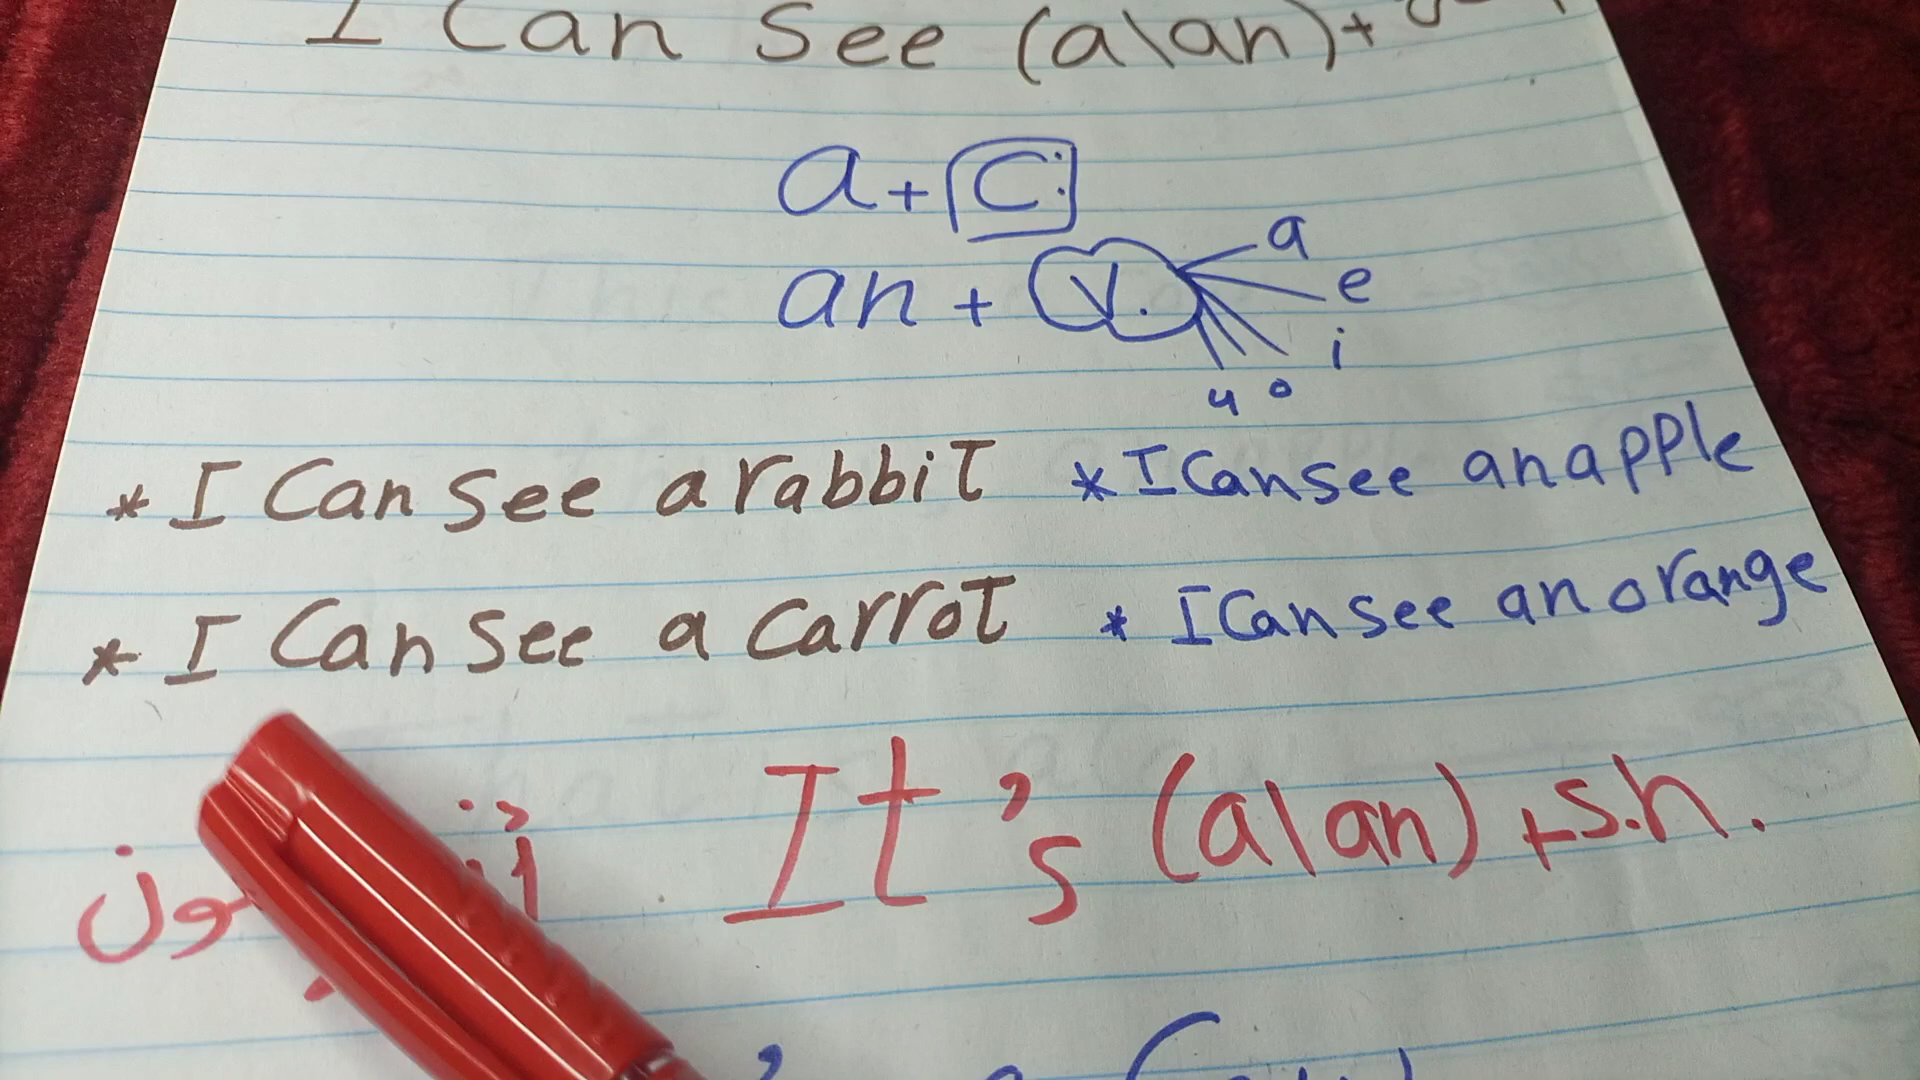 I Can See (a\an)+
a + C.
an + V. a
e
i
u o
* I Can See a rabbit * I Can see an apple
* I Can See a Carrot * I Can see an orange
It's (a\an) + s.h.